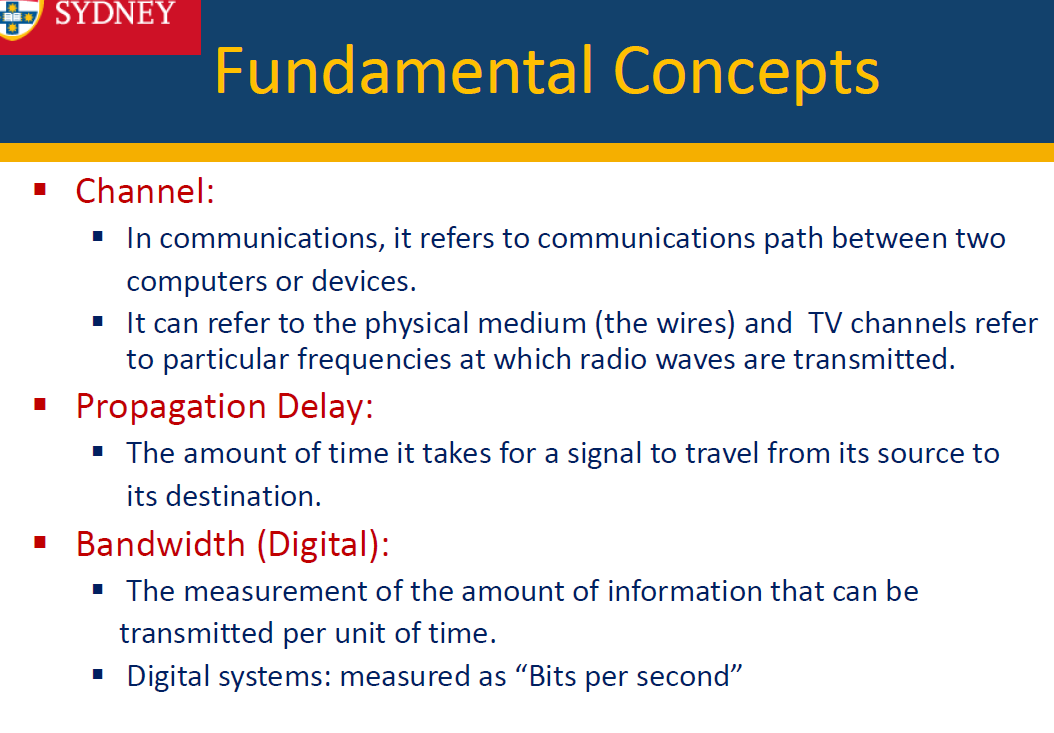 SYDNEY
Fundamental Concepts
▪ Channel:
▪ In communications, it refers to communications path between two
computers or devices.
▪ It can refer to the physical medium (the wires) and  TV channels refer
to particular frequencies at which radio waves are transmitted.
▪ Propagation Delay:
▪ The amount of time it takes for a signal to travel from its source to
its destination.
▪ Bandwidth (Digital):
▪ The measurement of the amount of information that can be
transmitted per unit of time.
▪ Digital systems: measured as “Bits per second”